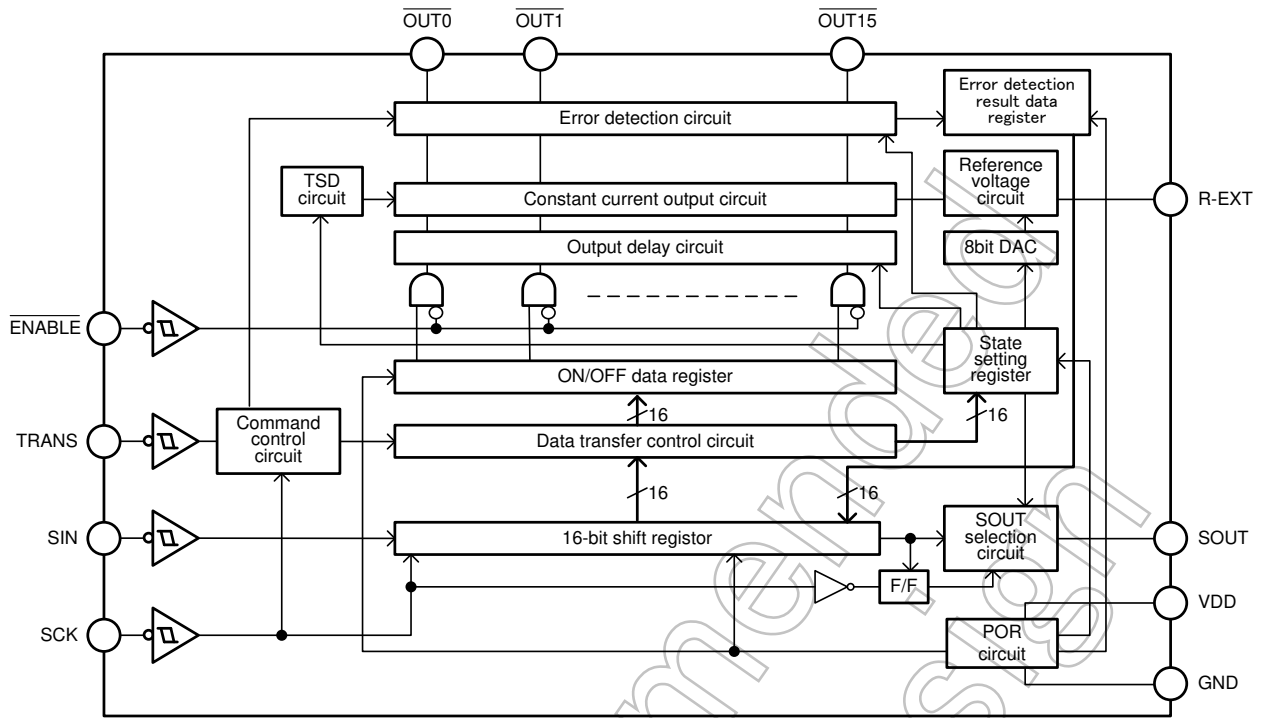 OUT0 OUT1 OUT15
Error detection
result data
register
Error detection circuit
TSD
circuit
Reference
voltage
circuit
R-EXT
Constant current output circuit
Output delay circuit
8bit DAC
ENABLE
State
setting
register
ON/OFF data register
16
16
TRANS
Command
control
circuit
Data transfer control circuit
16
16
SIN
16-bit shift registor
SOUT
selection
circuit
SOUT
F/F
VDD
SCK
POR
circuit
GND
mended
sign